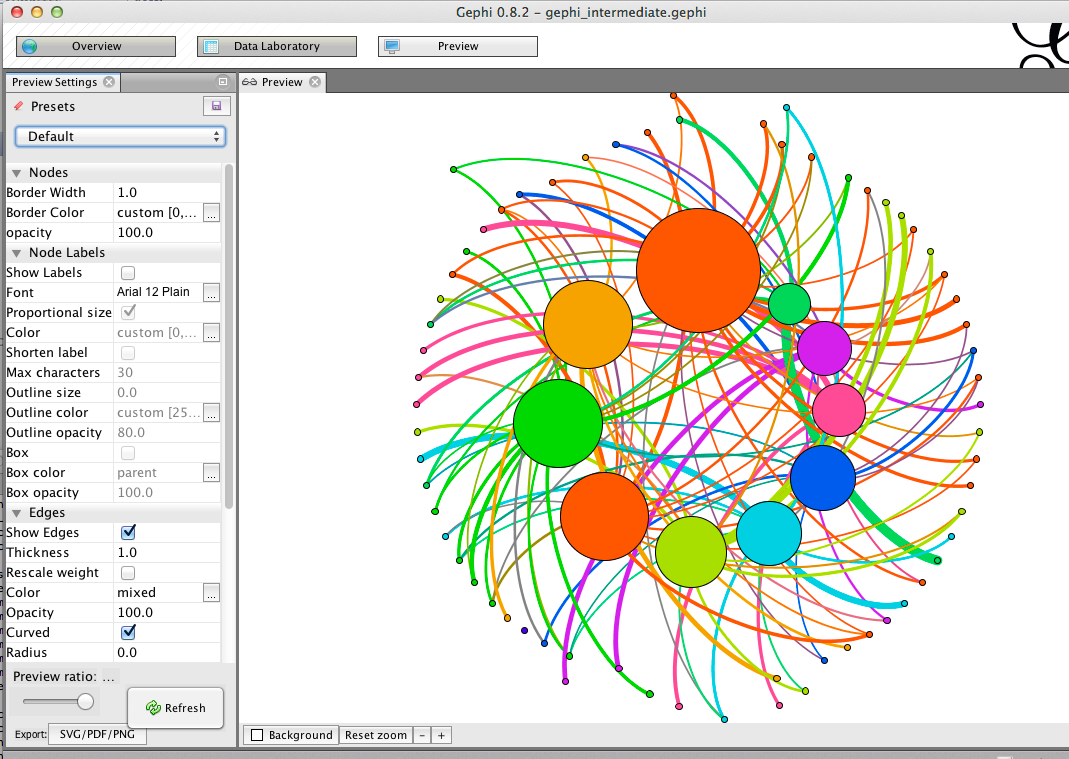 Gephi 0.8.2 – gephi_intermediate.gephi
Overview
Data Laboratory
Preview
Preview Settings
Preview
Presets
Default
Nodes
Border Width 1.0
Border Color custom [0,... ...
opacity 100.0
Node Labels
Show Labels
Font Arial 12 Plain ...
Proportional size
Color custom [0,... ...
Shorten label
Max characters 30
Outline size 0.0
Outline color custom [25... ...
Outline opacity 80.0
Box
Box color parent ...
Box opacity 100.0
Edges
Show Edges
Thickness 1.0
Rescale weight
Color mixed ...
Opacity 100.0
Curved
Radius 0.0
Preview ratio: ...
Refresh
Export: SVG/PDF/PNG
Background Reset zoom - +